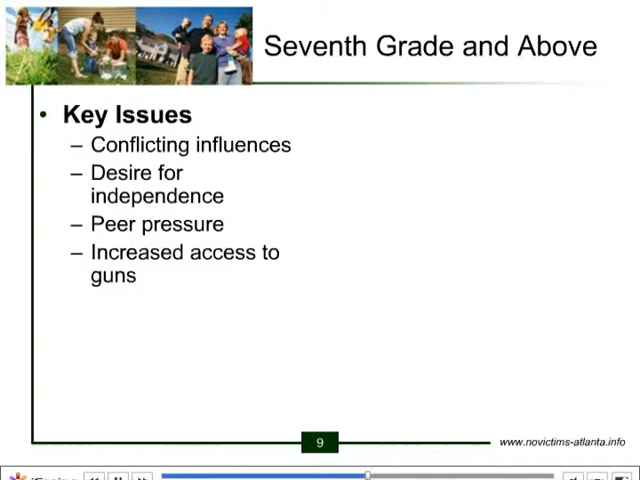 Seventh Grade and Above
• Key Issues
– Conflicting influences
– Desire for
independence
– Peer pressure
– Increased access to
guns
9
www.novictims-atlanta.info